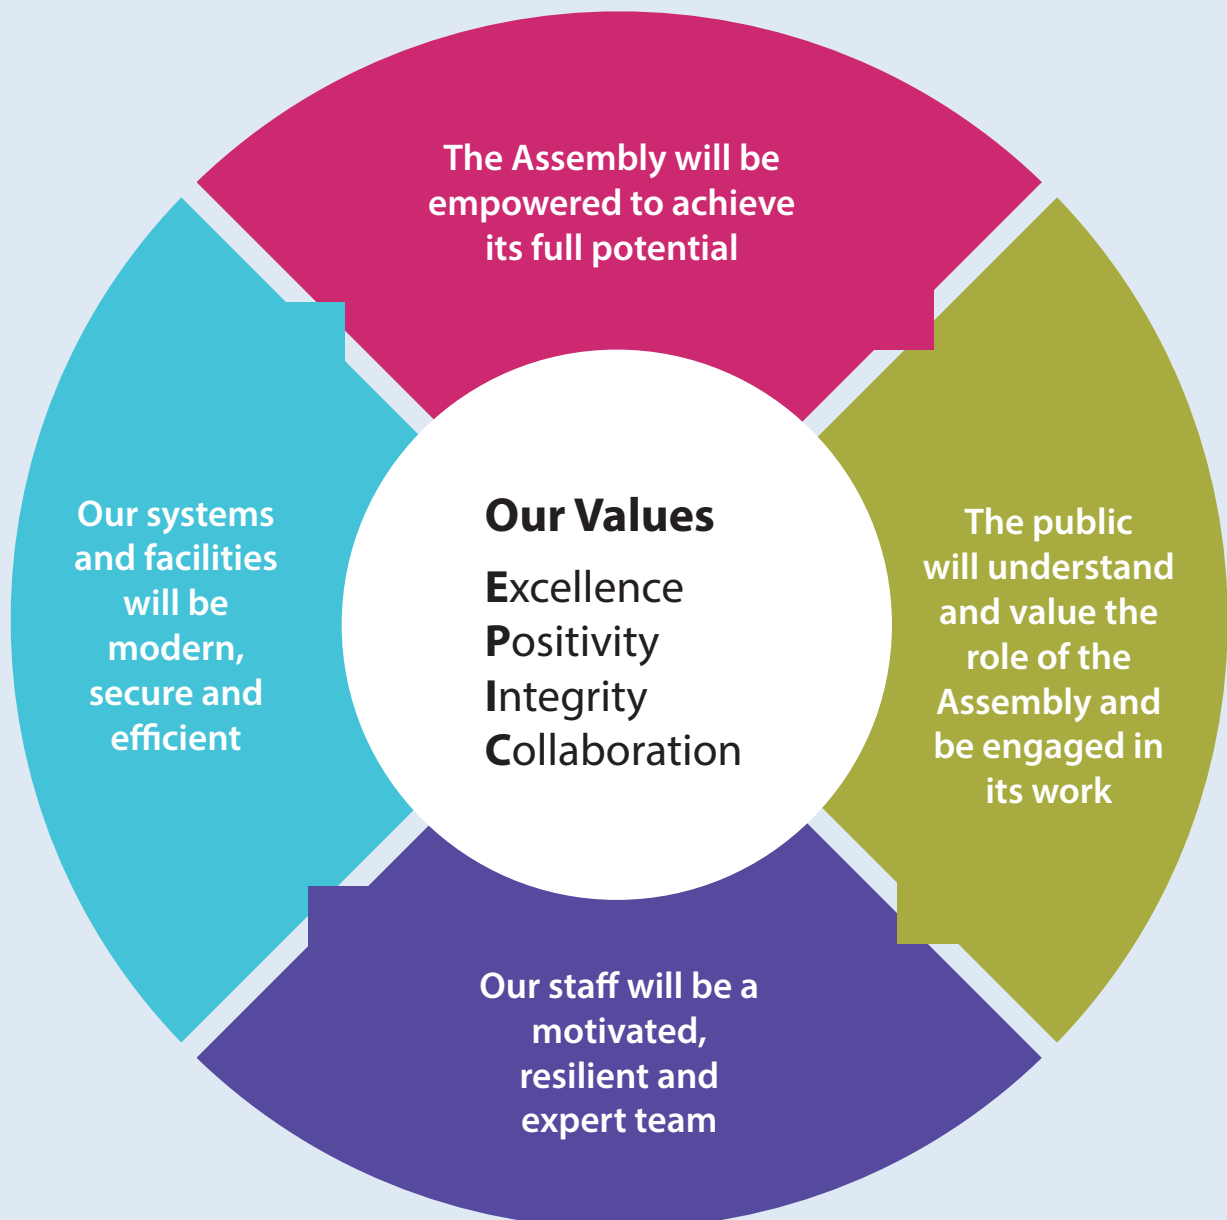 The Assembly will be
empowered to achieve
its full potential
Our systems
and facilities
will be
modern,
secure and
efficient
Our Values
Excellence
Positivity
Integrity
Collaboration
The public
will understand
and value the
role of the
Assembly and
be engaged in
its work
Our staff will be a
motivated,
resilient and
expert team